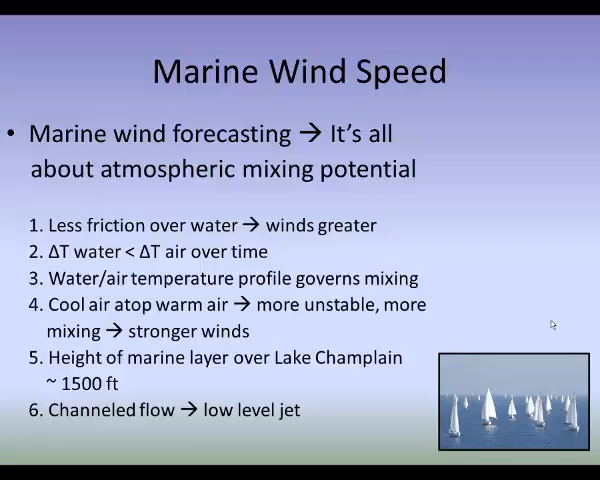 Marine Wind Speed
• Marine wind forecasting → It's all
about atmospheric mixing potential
1. Less friction over water → winds greater
2. ΔT water < ΔT air over time
3. Water/air temperature profile governs mixing
4. Cool air atop warm air → more unstable, more
mixing → stronger winds
5. Height of marine layer over Lake Champlain
~ 1500 ft
6. Channeled flow → low level jet